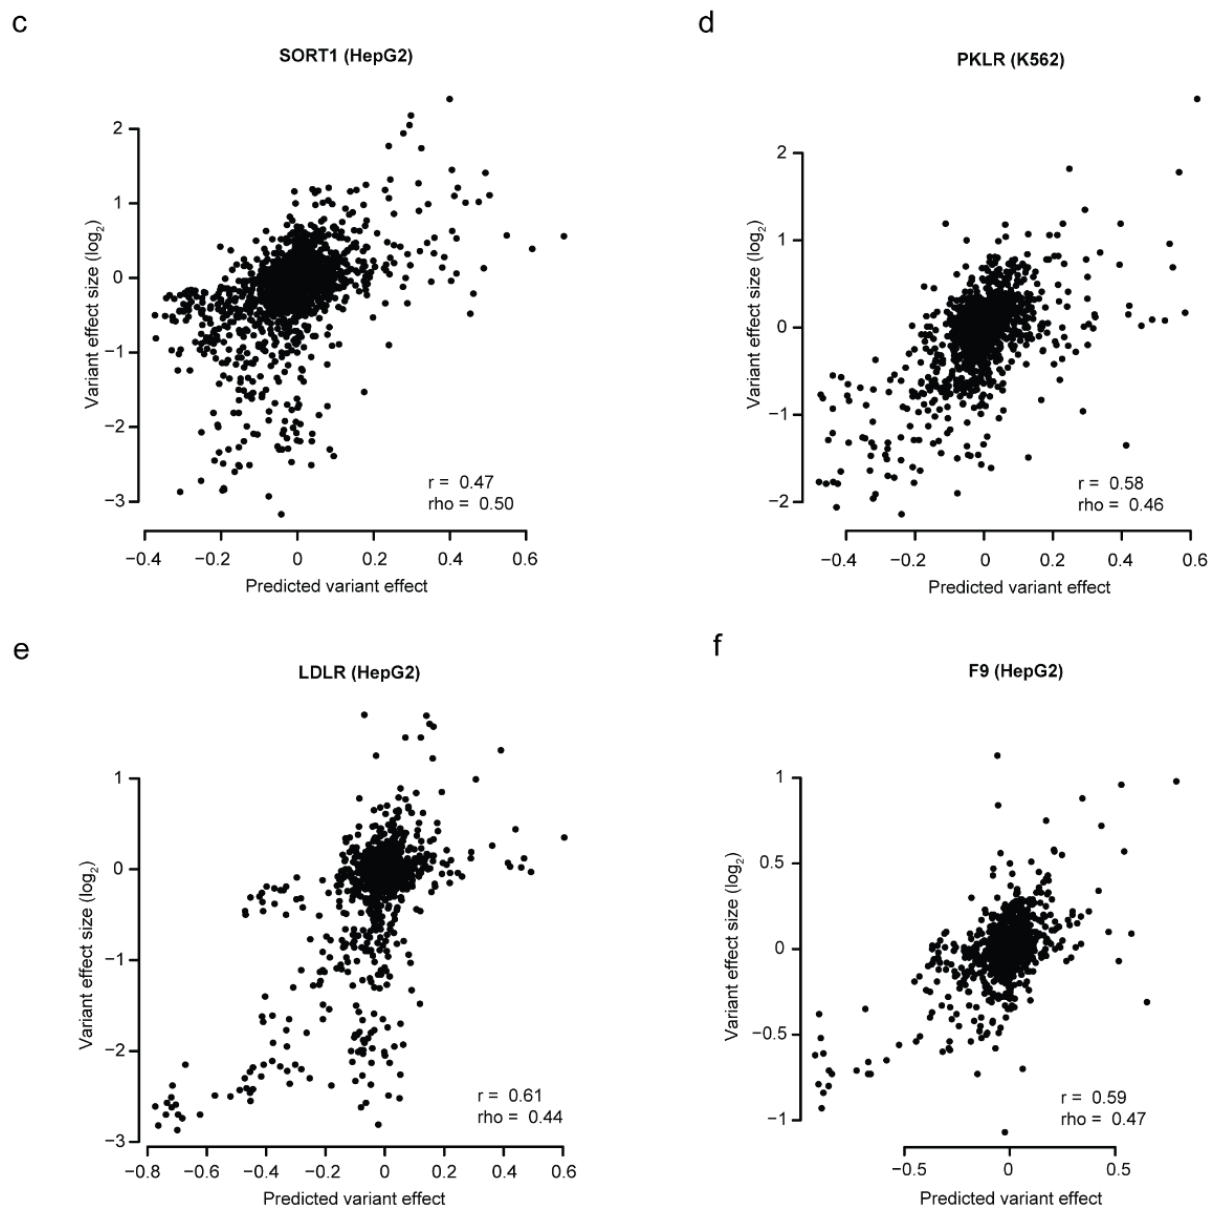 c
SORT1 (HepG2)
Variant effect size (log2)
2
1
0
−1
−2
−3
r = 0.47
rho = 0.50
−0.4 −0.2 0 0.2 0.4 0.6
Predicted variant effect
d
PKLR (K562)
Variant effect size (log2)
2
1
0
−1
−2
r = 0.58
rho = 0.46
−0.4 −0.2 0 0.2 0.4 0.6
Predicted variant effect
e
LDLR (HepG2)
Variant effect size (log2)
1
0
−1
−2
−3
r = 0.61
rho = 0.44
−0.8 −0.6 −0.4 −0.2 0 0.2 0.4 0.6
Predicted variant effect
f
F9 (HepG2)
Variant effect size (log2)
1
0.5
0
−0.5
−1
r = 0.59
rho = 0.47
−0.5 0 0.5
Predicted variant effect